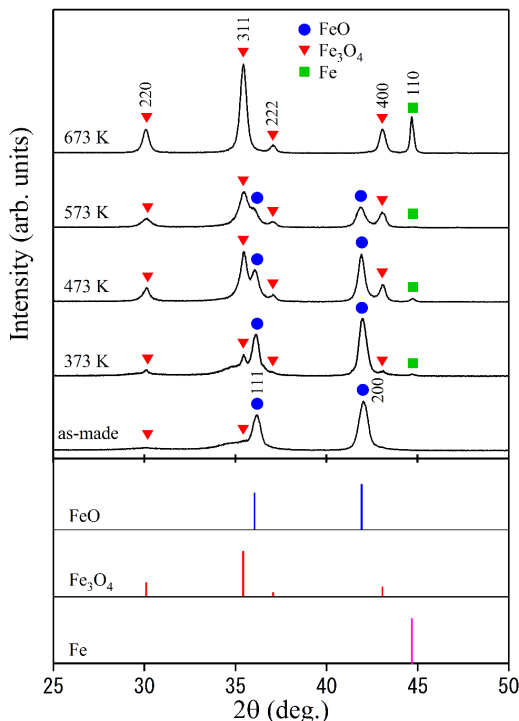 FeO
Fe₃O₄
Fe
220
311
222
400
110
673 K
573 K
473 K
373 K
111
200
as-made
FeO
Fe₃O₄
Fe
25 30 35 40 45 50
2θ (deg.)
Intensity (arb. units)